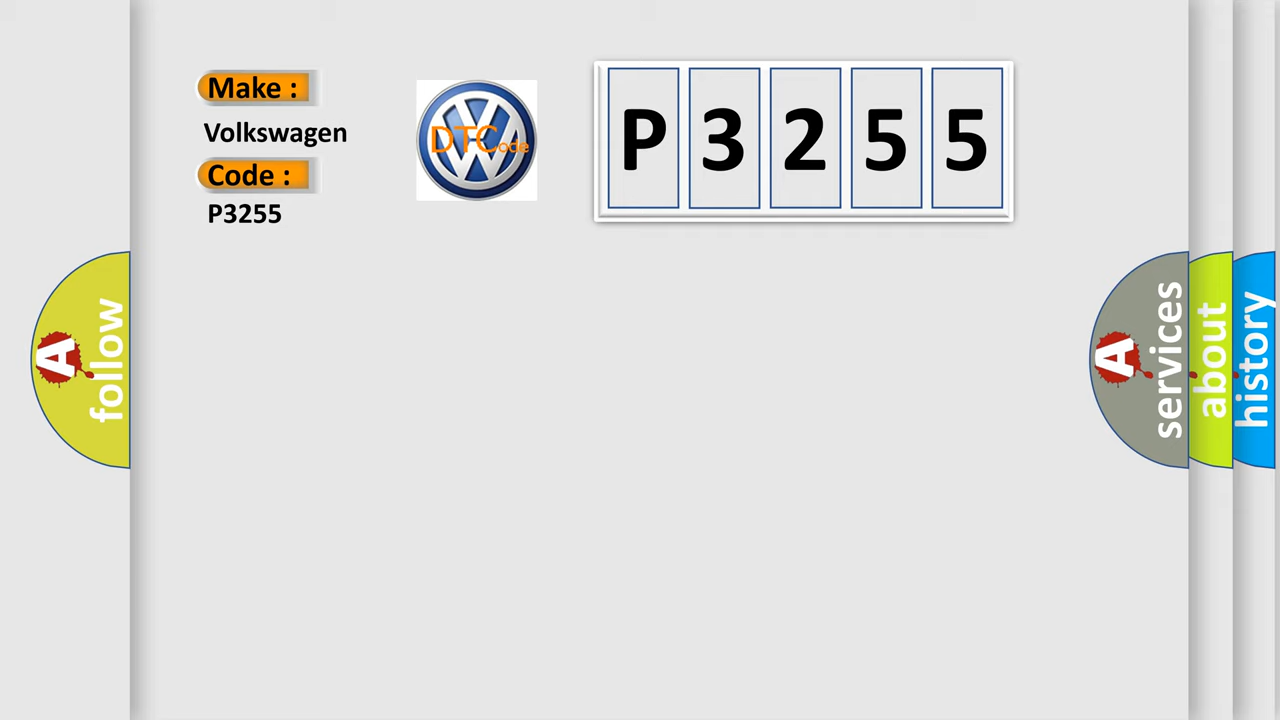 Make :
Volkswagen
Code :
P3255
DTCode
P 3 2 5 5
A follow
A services
about
history